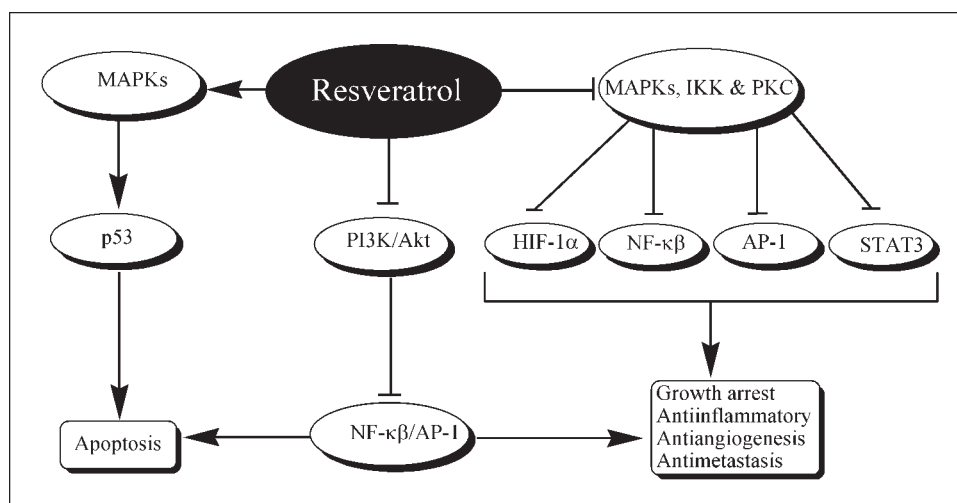 MAPKs
Resveratrol
MAPKs, IKK & PKC
p53
PI3K/Akt
HIF-1α
NF-κβ
AP-1
STAT3
Apoptosis
NF-κβ/AP-1
Growth arrest
Antiinflammatory
Antiangiogenesis
Antimetastasis